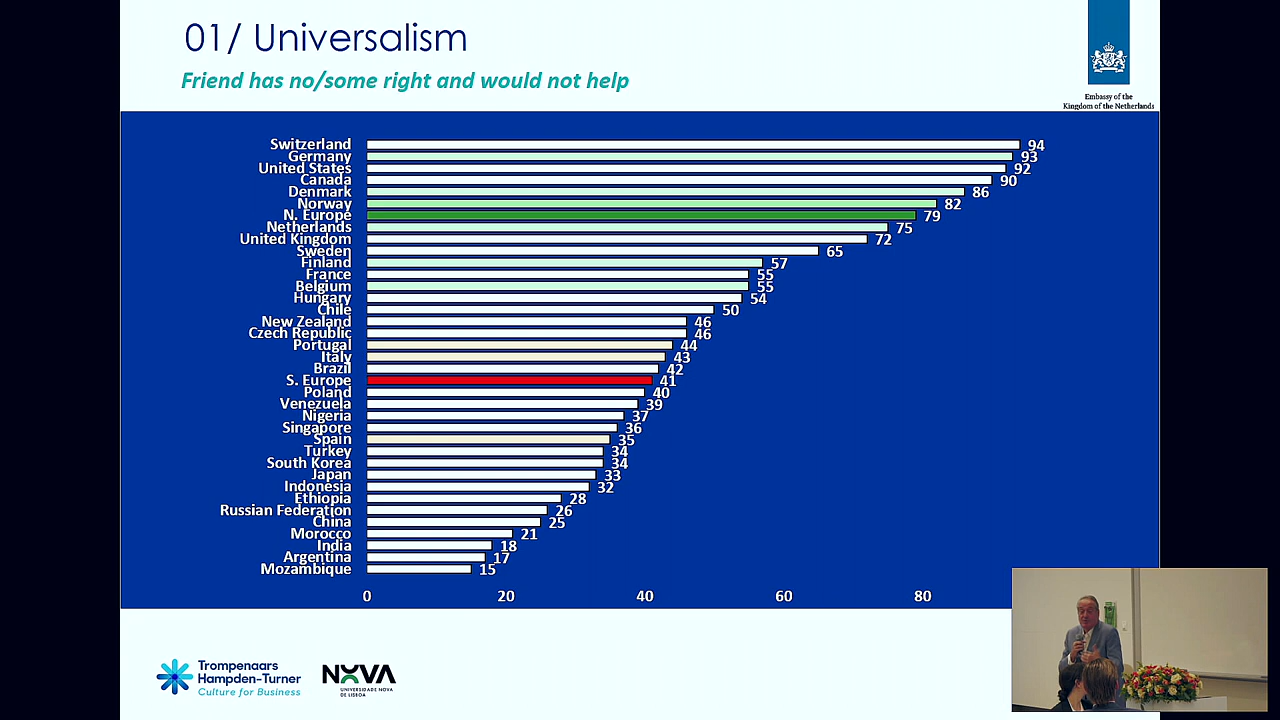 01/ Universalism
Friend has no/some right and would not help
Embassy of the
Kingdom of the Netherlands
Switzerland 94
Germany 93
United States 92
Canada 90
Denmark 86
Norway 82
N. Europe 79
Netherlands 75
United Kingdom 72
Sweden 65
Finland 57
France 55
Belgium 55
Hungary 54
Chile 50
New Zealand 46
Czech Republic 46
Portugal 44
Italy 43
Brazil 42
S. Europe 41
Poland 40
Venezuela 39
Nigeria 37
Singapore 36
Spain 35
Turkey 34
South Korea 34
Japan 33
Indonesia 32
Ethiopia 28
Russian Federation 26
China 25
Morocco 21
India 18
Argentina 17
Mozambique 15
0 20 40 60 80
Trompenaars
Hampden-Turner
Culture for Business
NOVA
UNIVERSIDADE NOVA
DE LISBOA